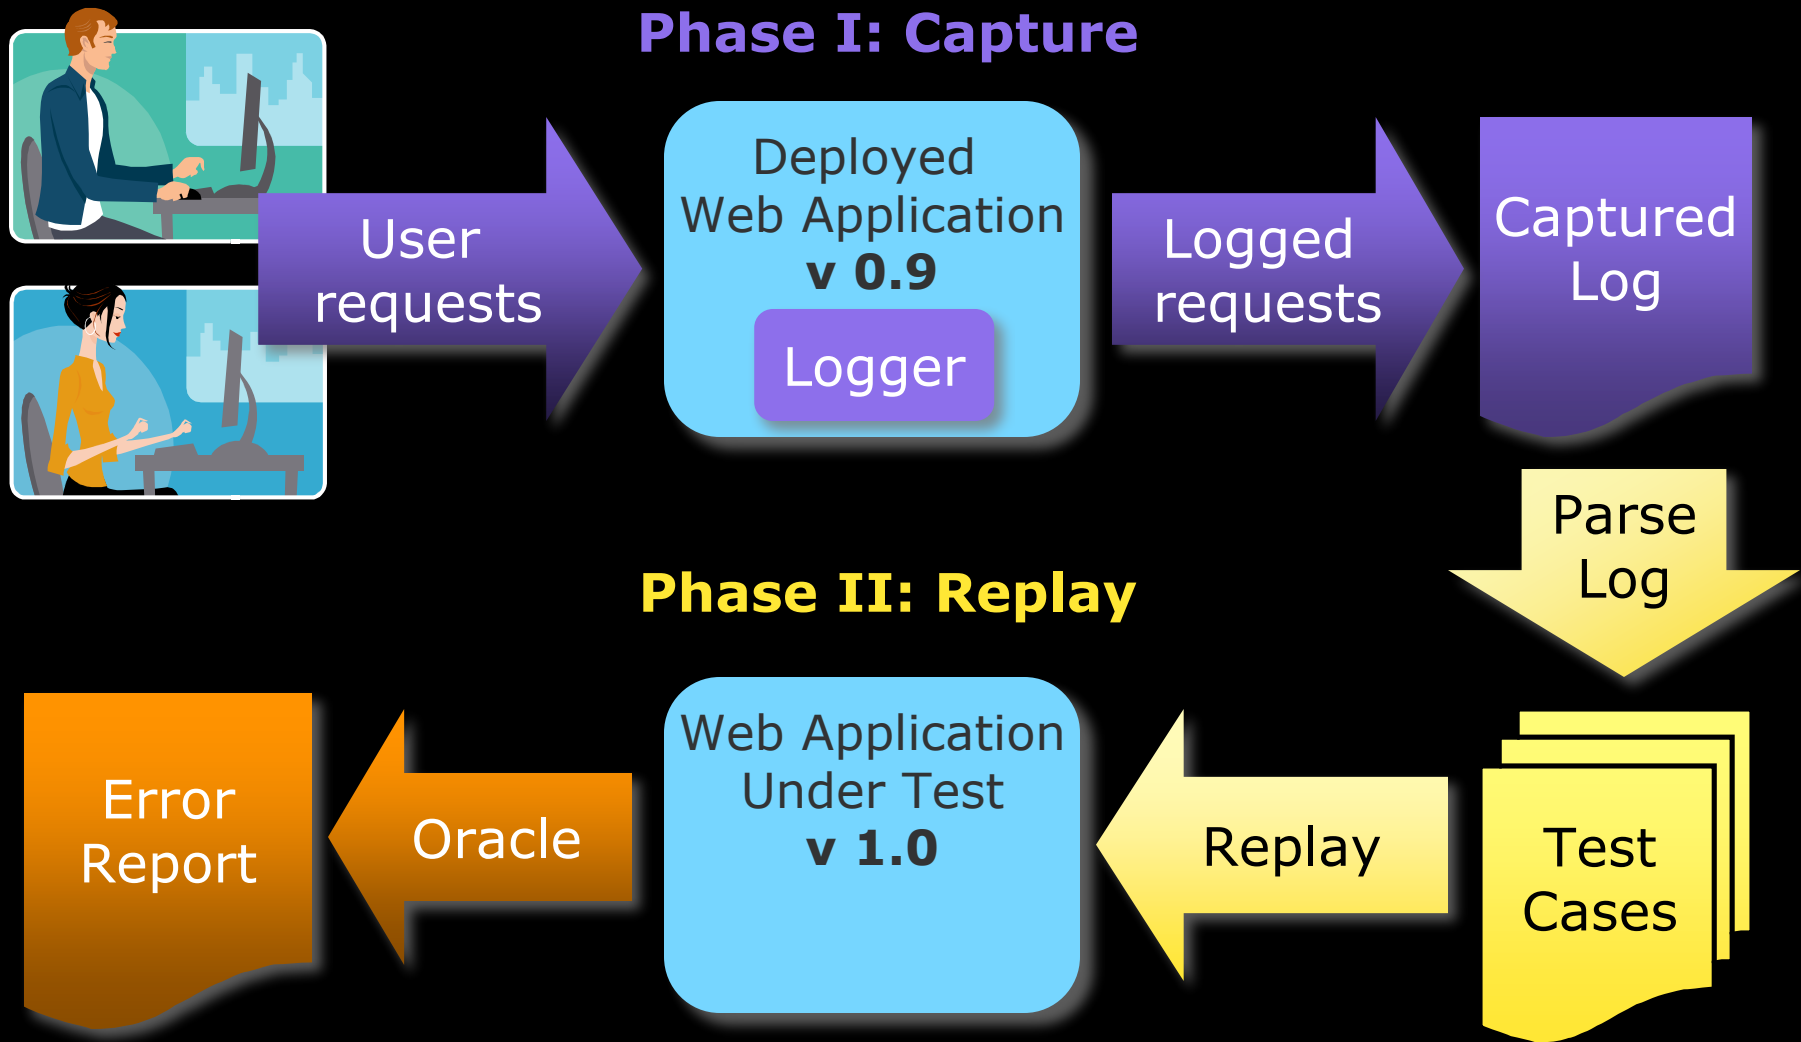 Phase I: Capture
User
requests
Deployed
Web Application
v 0.9
Logger
Logged
requests
Captured
Log
Parse
Log
Phase II: Replay
Test
Cases
Replay
Web Application
Under Test
v 1.0
Oracle
Error
Report